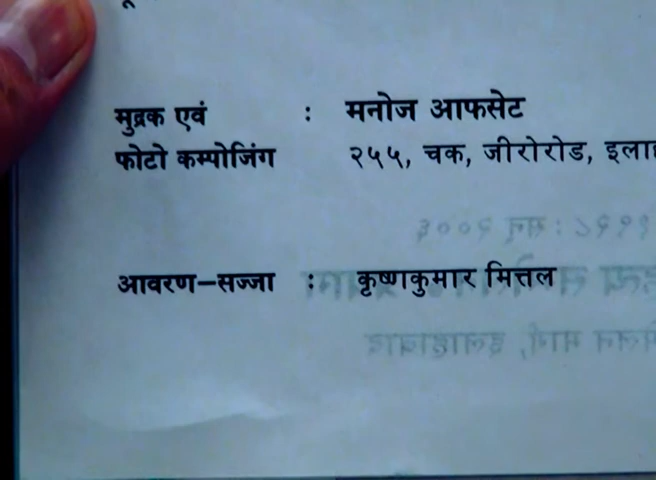 मुद्रक एवं : मनोज आफसेट
फोटो कम्पोजिंग २५५, चक, जीरोरोड,
आवरण–सज्जा : कृष्णकुमार मित्तल